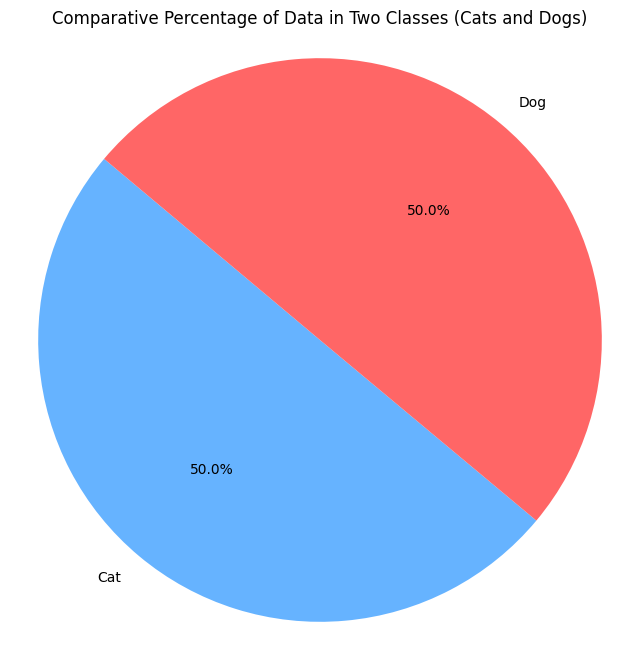 Comparative Percentage of Data in Two Classes (Cats and Dogs)
Dog
50.0%
50.0%
Cat